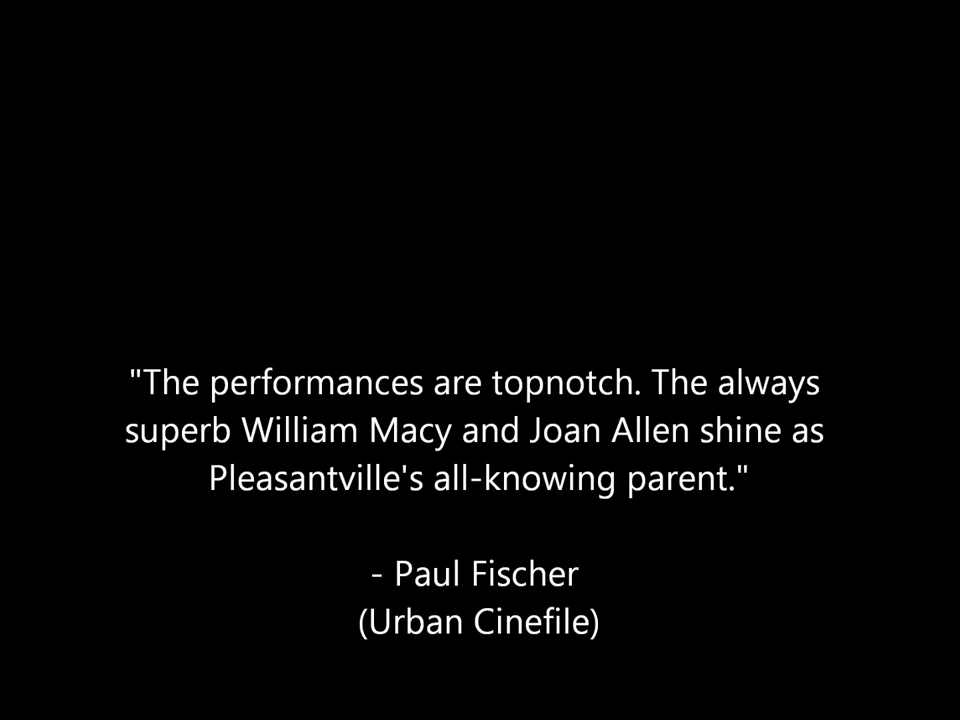 "The performances are topnotch. The always
superb William Macy and Joan Allen shine as
Pleasantville's all-knowing parent."
- Paul Fischer
(Urban Cinefile)